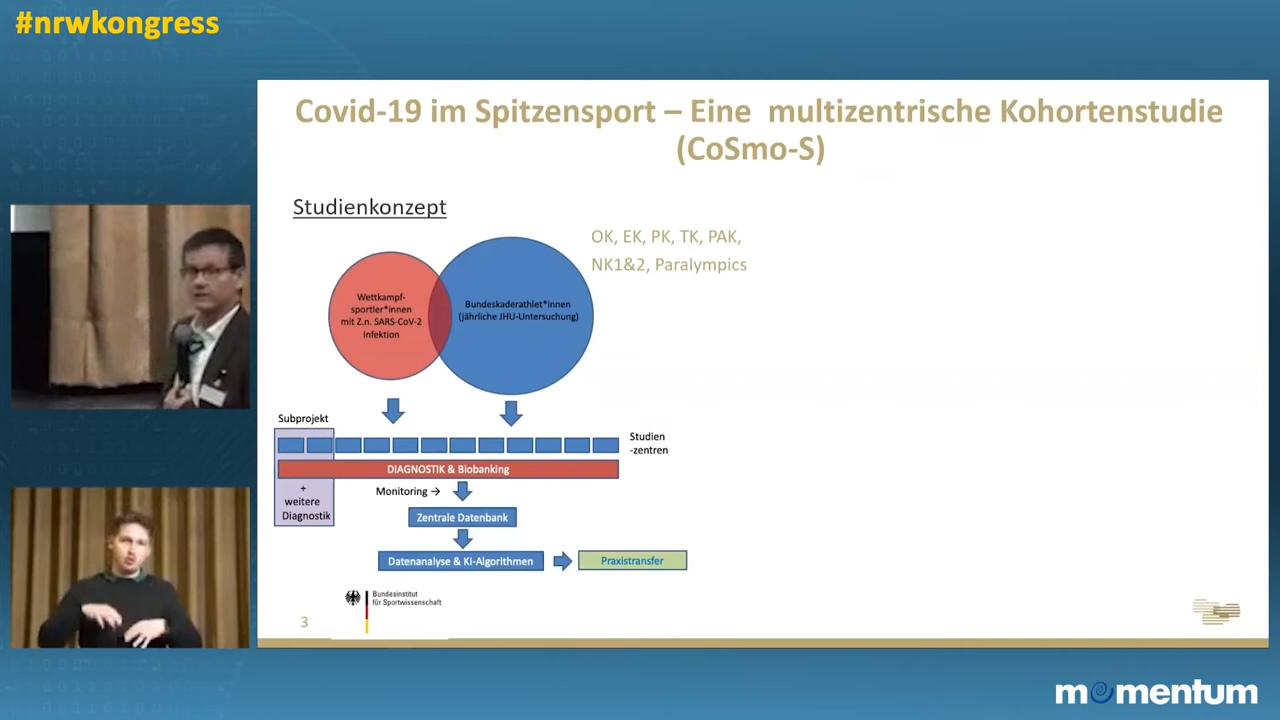 #nrwkongress
Covid-19 im Spitzensport – Eine multizentrische Kohortenstudie
(CoSmo-S)
Studienkonzept
OK, EK, PK, TK, PAK,
NK1&2, Paralympics
Wettkampf-
sportler*innen
mit Z.n. SARS-CoV-2
Infektion
Bundeskaderathlet*innen
(jährliche JHU-Untersuchung)
Subprojekt
Studien
-zentren
DIAGNOSTIK & Biobanking
+
weitere
Diagnostik
Monitoring →
Zentrale Datenbank
Datenanalyse & KI-Algorithmen
Praxistransfer
Bundesinstitut
für Sportwissenschaft
3
momentum